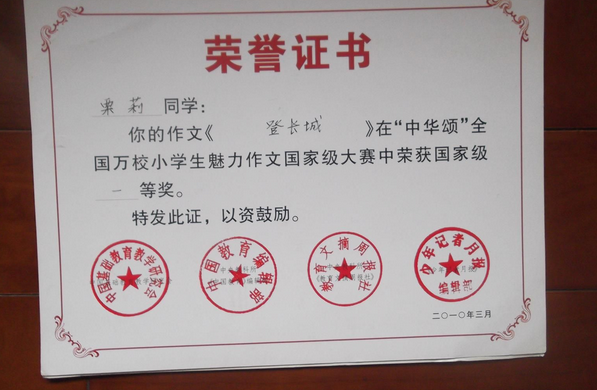 荣誉证书
栗莉 同学：
你的作文《 登长城 》在“中华颂”全
国万校小学生魅力作文国家级大赛中荣获国家级
一 等奖。
特发此证，以资鼓励。
中国基础教育教学研究会
中国教育编辑部
教育文摘周报社
少年记者月报
二〇一〇年三月